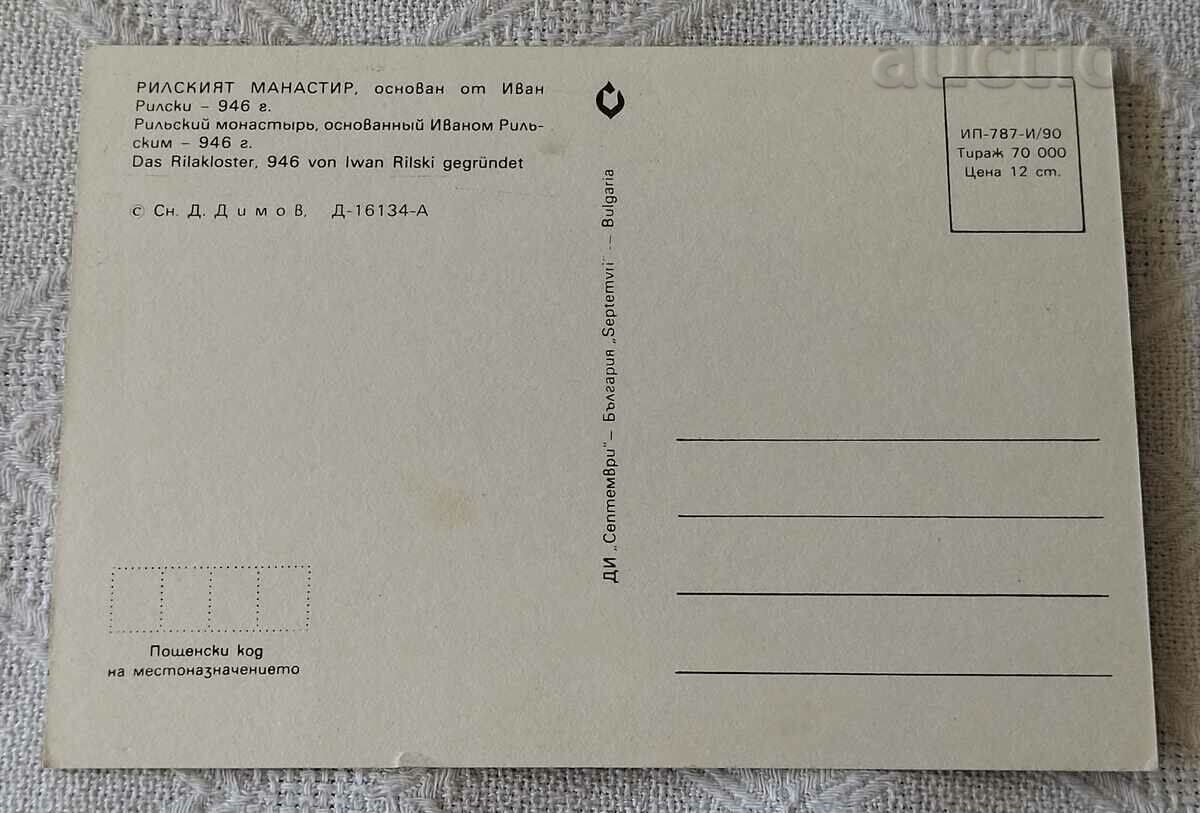 РИЛСКИЯТ МАНАСТИР, основан от Иван
Рилски – 946 г.
Рильский монастырь, основанный Иваном Риль-
ским – 946 г.
Das Rilakloster, 946 von Iwan Rilski gegründet
© Сн. Д. Димов, Д-16134-А
ДИ „Септември" – България „Septemvri" – Bulgaria
ИП-787-И/90
Тираж 70 000
Цена 12 ст.
Пощенски код
на местоназначението
auctio